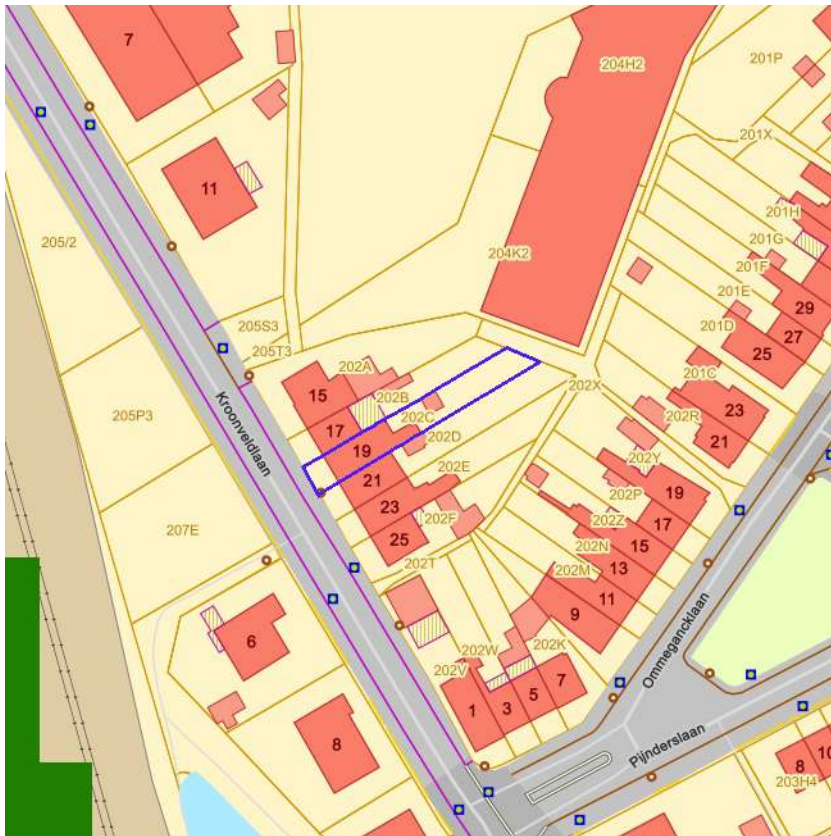 7
204H2
201P
201X
11
201H
201G
205/2
204K2
201F
201E
29
205S3
201D
27
205T3
202A
25
15
202B
202X
201C
Kroonveldlaan
205P3
17
202C
202R
23
19
202D
21
21
202E
202Y
23
202P
19
207E
202F
202Z
17
25
202N
15
202T
202M
13
11
9
Ommegancklaan
6
202W
202K
202V
7
5
1
3
8
Pijnderslaan
8
10
203H4